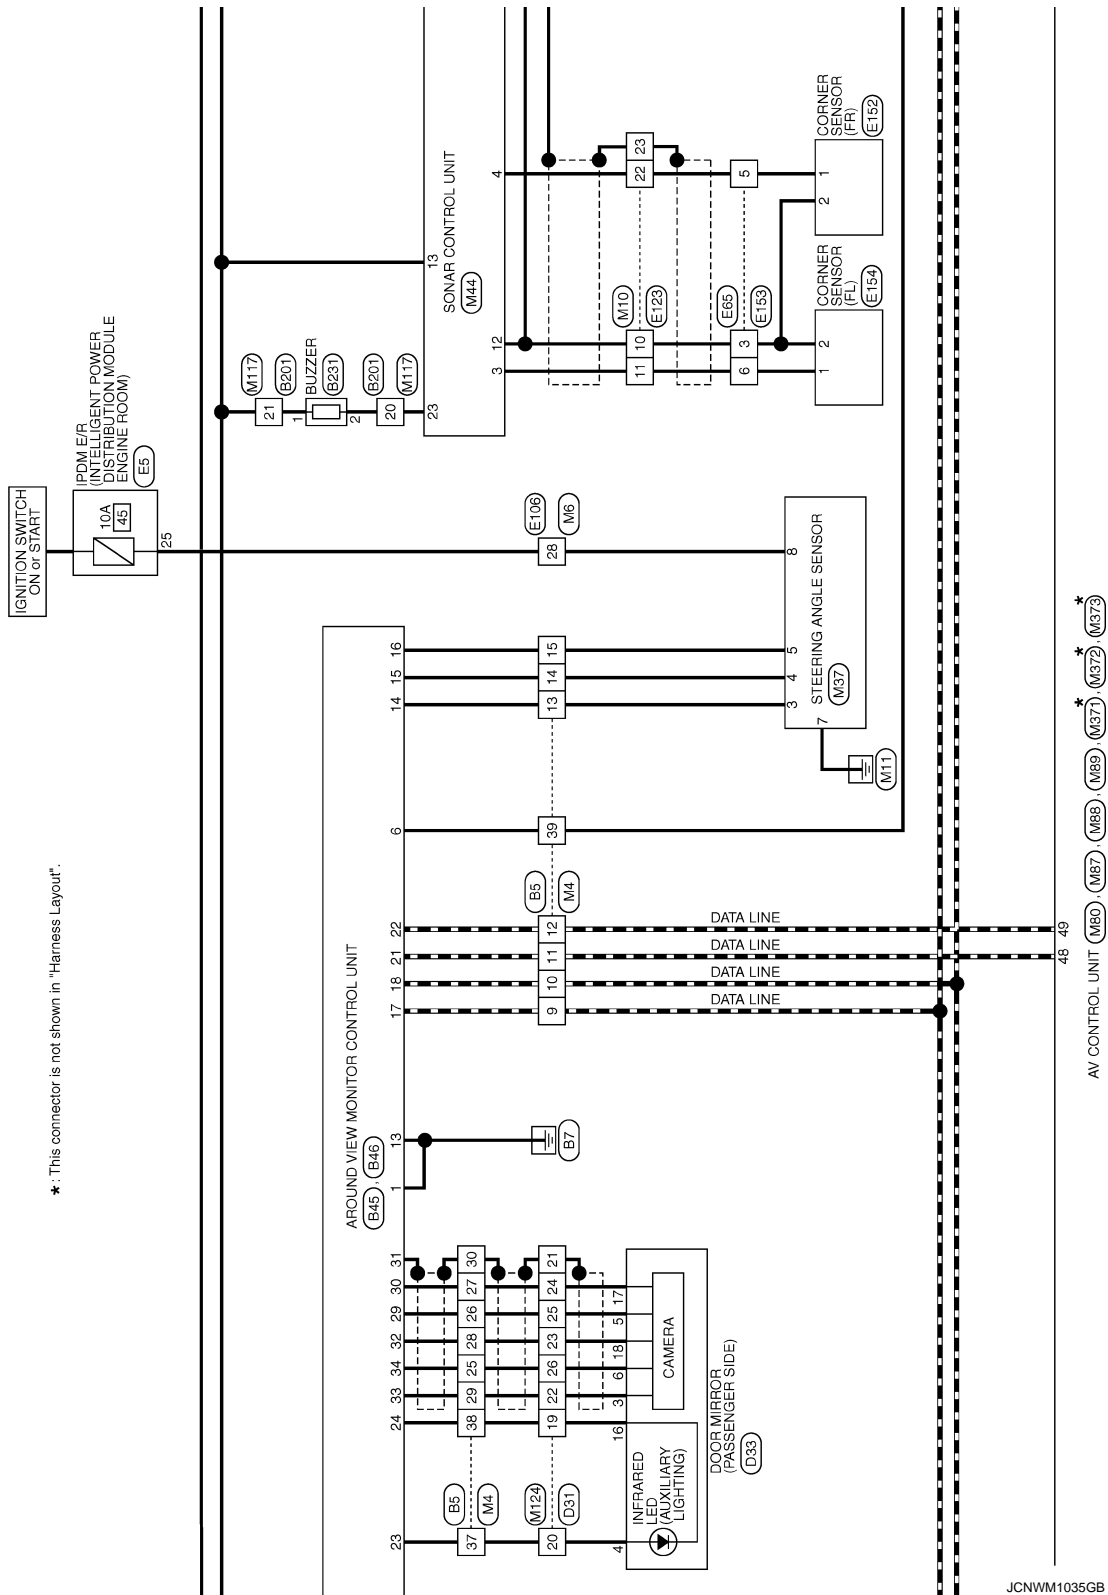 IGNITION SWITCH
ON or START
IPDM E/R
(INTELLIGENT POWER
DISTRIBUTION MODULE
ENGINE ROOM)
E5
10A
45
25
M117
21
B201
1
BUZZER
B231
2
B201
20
M117
23
13
SONAR CONTROL UNIT
M44
3
12
4
11
10
M10
E123
22
23
6
3
E65
E153
5
1
2
CORNER
SENSOR
(FL)
E154
2
1
CORNER
SENSOR
(FR)
E152
E106
28
M6
8
STEERING ANGLE SENSOR
M37
3
4
5
7
M11
14
15
16
13
14
15
6
39
B5
M4
17
18
21
22
9
10
11
12
DATA LINE
DATA LINE
DATA LINE
DATA LINE
48
49
AV CONTROL UNIT M80 , M87 , M88 , M89 , M371 * , M372 * , M373 *
* : This connector is not shown in "Harness Layout".
AROUND VIEW MONITOR CONTROL UNIT
B45 , B46
1
13
B7
23
24
33
34
32
29
30
31
37
B5
M4
38
29
25
28
26
27
30
20
M124
D31
19
22
26
23
25
24
21
4
16
3
6
18
5
17
INFRARED
LED
(AUXILIARY
LIGHTING)
CAMERA
DOOR MIRROR
(PASSENGER SIDE)
D33
JCNWM1035GB